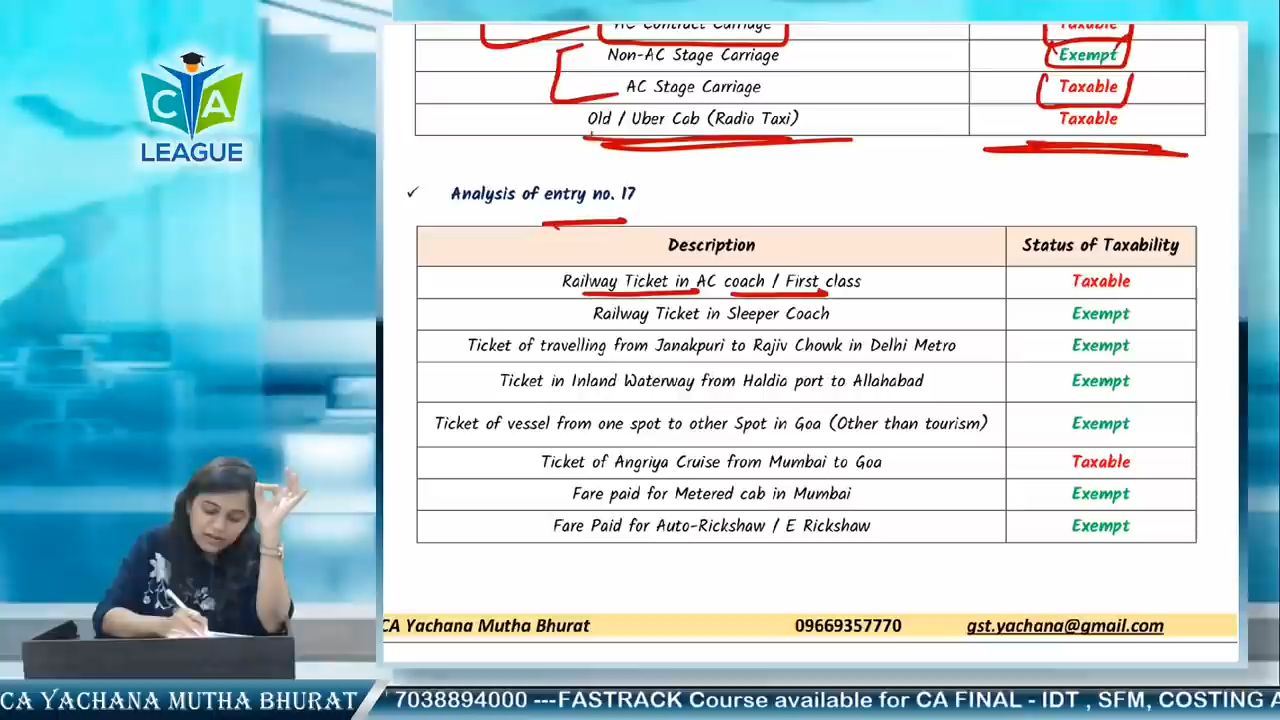 AC Contract Carriage Taxable
Non-AC Stage Carriage Exempt
AC Stage Carriage Taxable
Old / Uber Cab (Radio Taxi) Taxable
CA
LEAGUE
✓ Analysis of entry no. 17
Description Status of Taxability
Railway Ticket in AC coach / First class Taxable
Railway Ticket in Sleeper Coach Exempt
Ticket of travelling from Janakpuri to Rajiv Chowk in Delhi Metro Exempt
Ticket in Inland Waterway from Haldia port to Allahabad Exempt
Ticket of vessel from one spot to other Spot in Goa (Other than tourism) Exempt
Ticket of Angriya Cruise from Mumbai to Goa Taxable
Fare paid for Metered cab in Mumbai Exempt
Fare Paid for Auto-Rickshaw / E Rickshaw Exempt
CA Yachana Mutha Bhurat 09669357770 gst.yachana@gmail.com
CA YACHANA MUTHA BHURAT 7038894000 ---FASTRACK Course available for CA FINAL - IDT , SFM, COSTING A